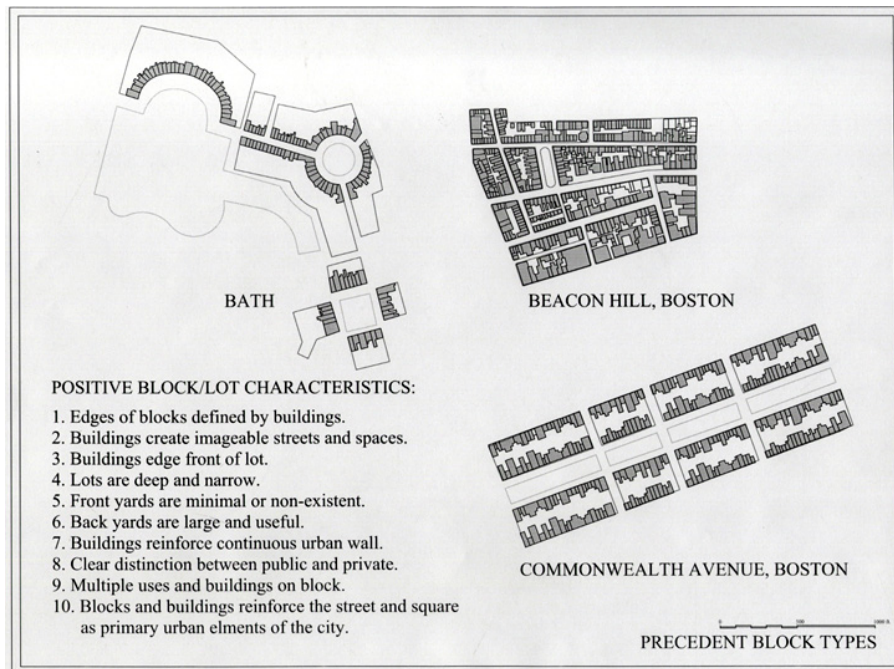 BATH
BEACON HILL, BOSTON
POSITIVE BLOCK/LOT CHARACTERISTICS:
1. Edges of blocks defined by buildings.
2. Buildings create imageable streets and spaces.
3. Buildings edge front of lot.
4. Lots are deep and narrow.
5. Front yards are minimal or non-existent.
6. Back yards are large and useful.
7. Buildings reinforce continuous urban wall.
8. Clear distinction between public and private.
9. Multiple uses and buildings on block.
10. Blocks and buildings reinforce the street and square
as primary urban elments of the city.
COMMONWEALTH AVENUE, BOSTON
0 500 1000 ft.
PRECEDENT BLOCK TYPES